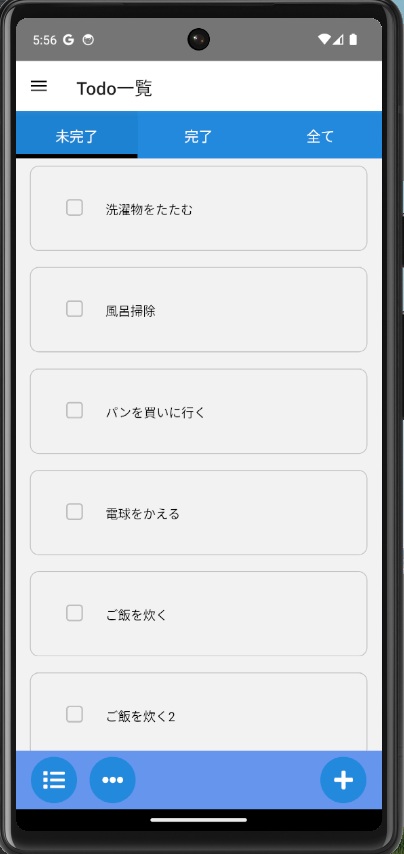 5:56
Todo一覧
未完了 完了 全て
洗濯物をたたむ
風呂掃除
パンを買いに行く
電球をかえる
ご飯を炊く
ご飯を炊く2